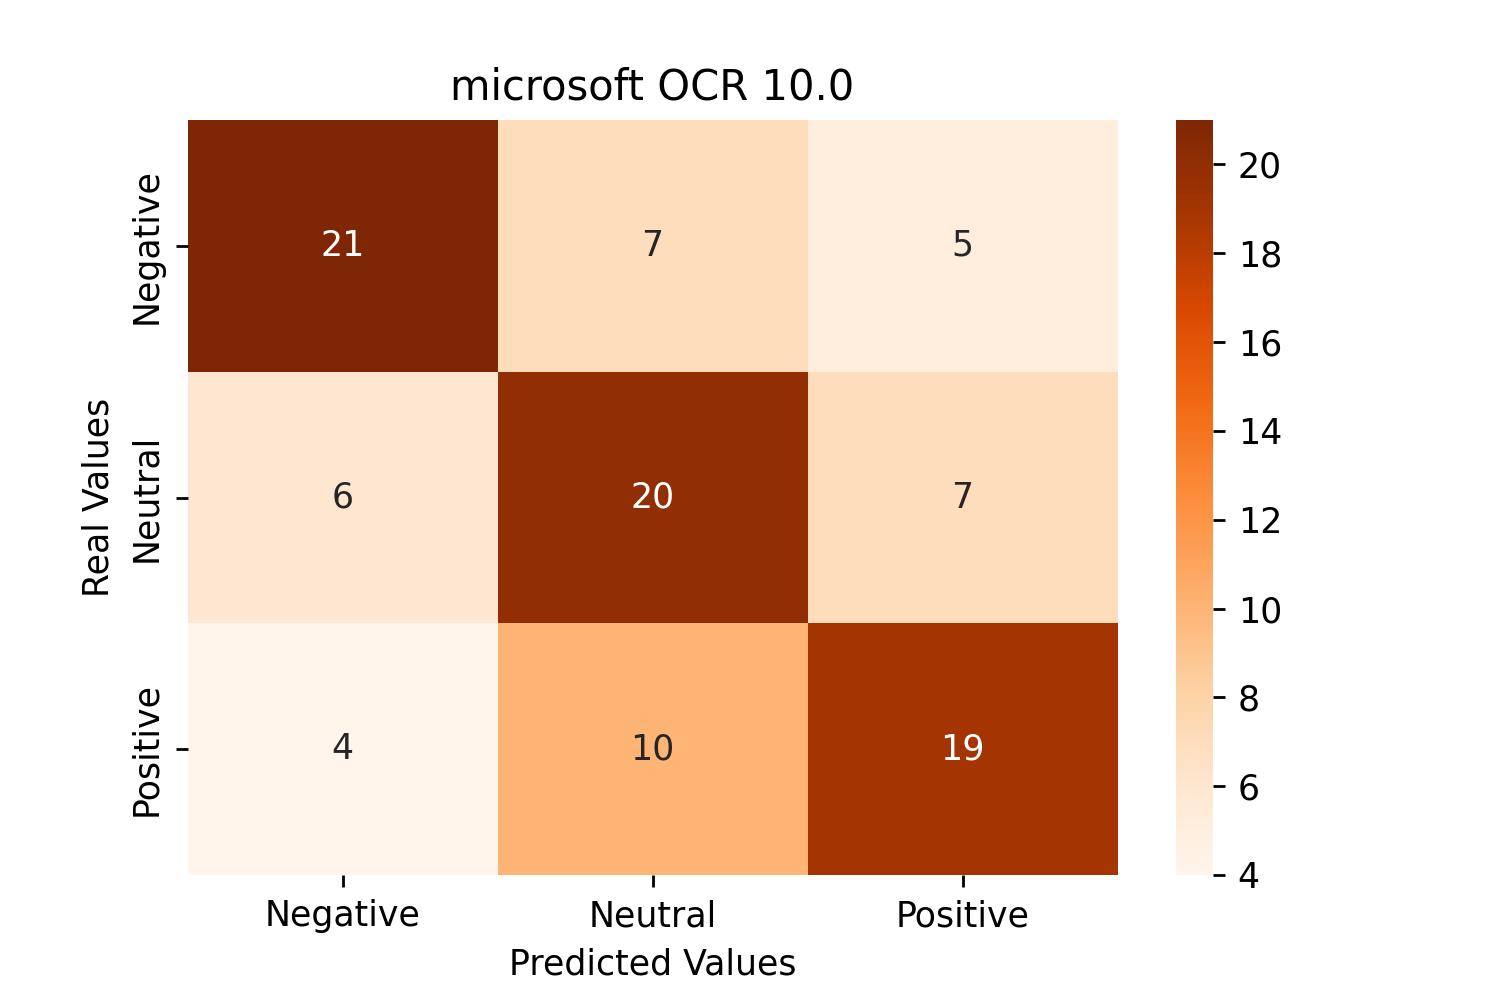 microsoft OCR 10.0
Real Values
Negative
21
7
5
Neutral
6
20
7
Positive
4
10
19
Negative
Neutral
Positive
Predicted Values
20
18
16
14
12
10
8
6
4